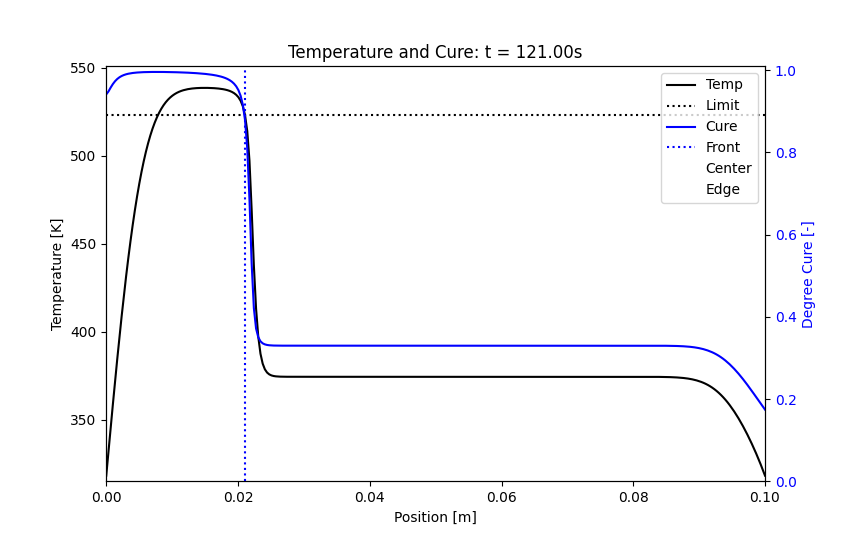 Temperature and Cure: t = 121.00s
Temp
Limit
Cure
Front
Center
Edge
Temperature [K]
550
500
450
400
350
Degree Cure [-]
1.0
0.8
0.6
0.4
0.2
0.0
0.00 0.02 0.04 0.06 0.08 0.10
Position [m]